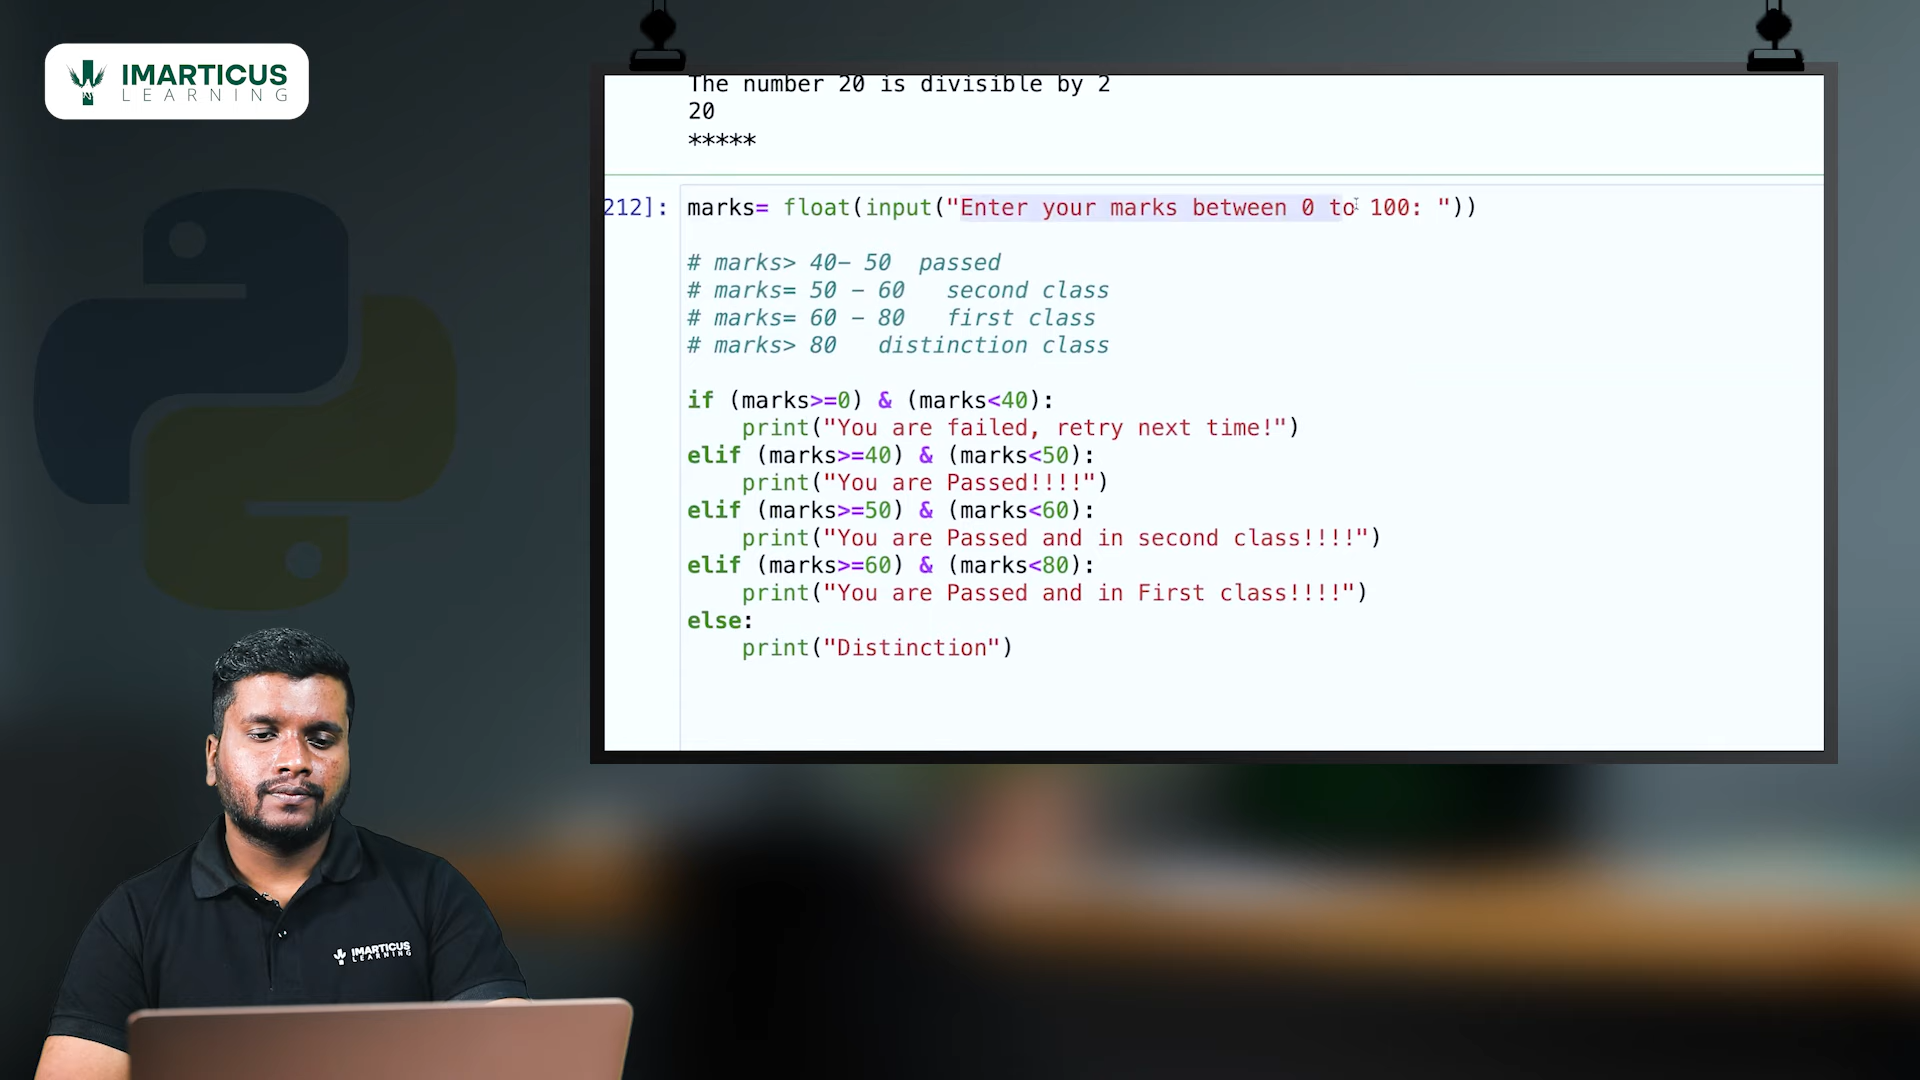 IMARTICUS
LEARNING
The number 20 is divisible by 2
20
*****
212]:
marks= float(input("Enter your marks between 0 to 100: "))
# marks> 40- 50  passed
# marks= 50 - 60   second class
# marks= 60 - 80   first class
# marks> 80   distinction class
if (marks>=0) & (marks<40):
    print("You are failed, retry next time!")
elif (marks>=40) & (marks<50):
    print("You are Passed!!!!")
elif (marks>=50) & (marks<60):
    print("You are Passed and in second class!!!!")
elif (marks>=60) & (marks<80):
    print("You are Passed and in First class!!!!")
else:
    print("Distinction")
IMARTICUS
LEARNING